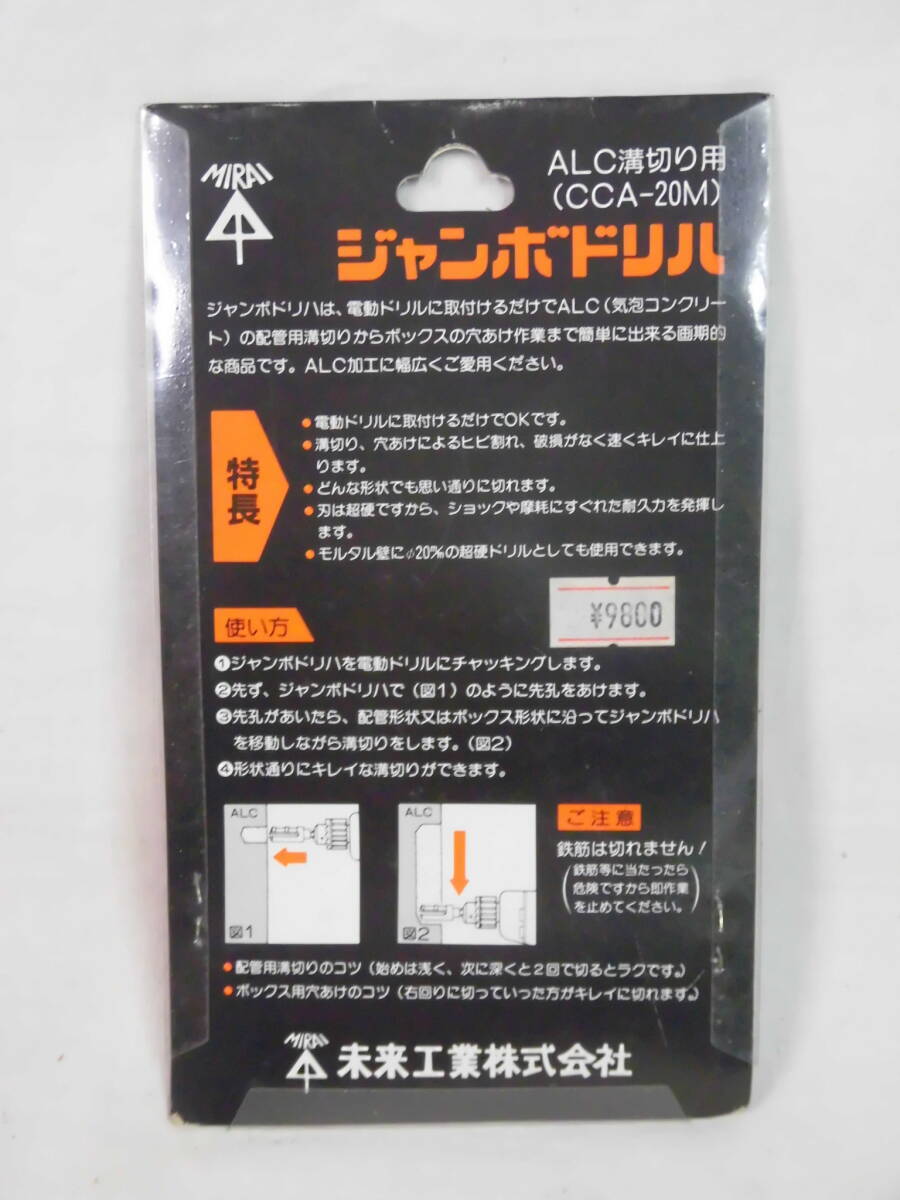 MIRAI
ALC溝切り用
(CCA-20M)
ジャンボドリル
ジャンボドリルは、電動ドリルに取付けるだけでALC(気泡コンクリー
ト)の配管用溝切りからボックスの穴あけ作業まで簡単に出来る画期的
な商品です。ALC加工に幅広くご愛用ください。
特長
●電動ドリルに取付けるだけでOKです。
●溝切り、穴あけによるヒビ割れ、破損がなく速くキレイに仕上
ります。
●どんな形状でも思い通りに切れます。
●刃は超硬ですから、ショックや摩耗にすぐれた耐久力を発揮し
ます。
●モルタル壁にφ20㎜の超硬ドリルとしても使用できます。
¥9800
使い方
❶ジャンボドリルを電動ドリルにチャッキングします。
❷先ず、ジャンボドリルで(図1)のように先孔をあけます。
❸先孔があいたら、配管形状又はボックス形状に沿ってジャンボドリル
を移動しながら溝切りをします。(図2)
❹形状通りにキレイな溝切りができます。
ALC
図1
ALC
図2
ご注意
鉄筋は切れません!
(鉄筋等に当たったら
危険ですから即作業
を止めてください。)
●配管用溝切りのコツ(始めは浅く、次に深くと2回で切るとラクです。)
●ボックス用穴あけのコツ(右回りに切っていった方がキレイに切れます。)
MIRAI
未来工業株式会社